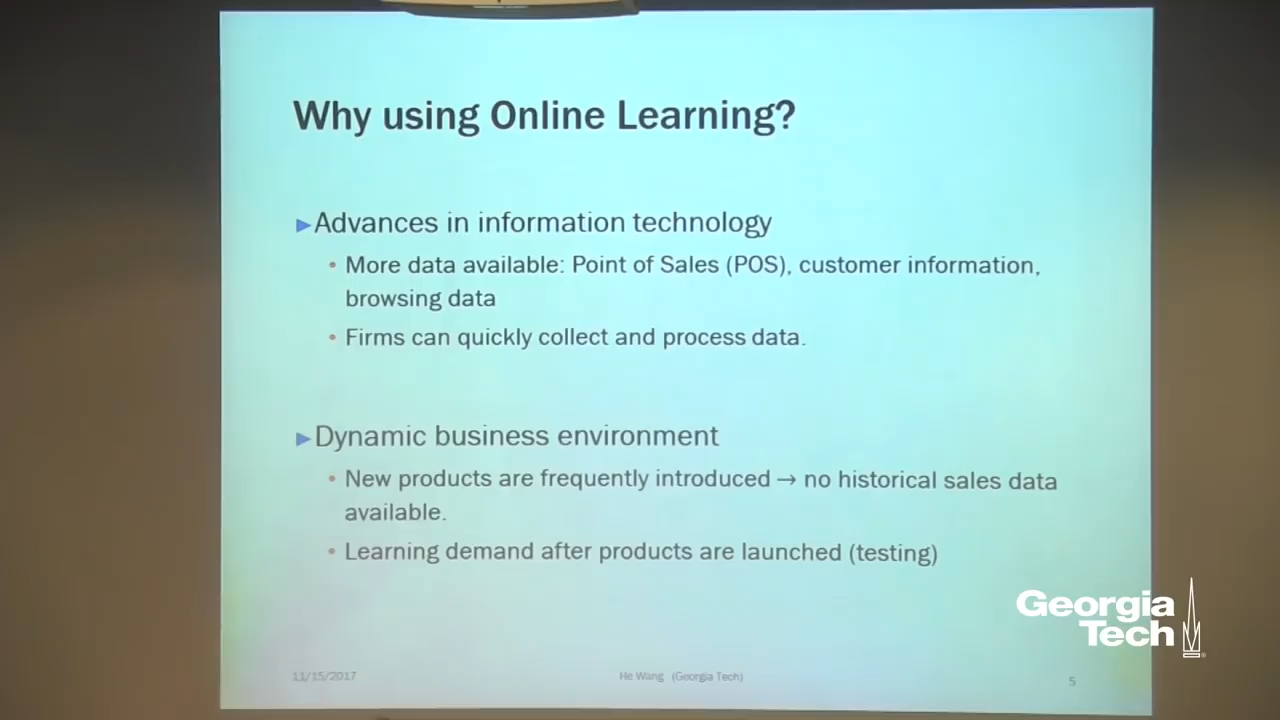 Why using Online Learning?
►Advances in information technology
• More data available: Point of Sales (POS), customer information,
browsing data
• Firms can quickly collect and process data.
►Dynamic business environment
• New products are frequently introduced → no historical sales data
available.
• Learning demand after products are launched (testing)
Georgia
Tech
11/15/2017
He Wang (Georgia Tech)
5